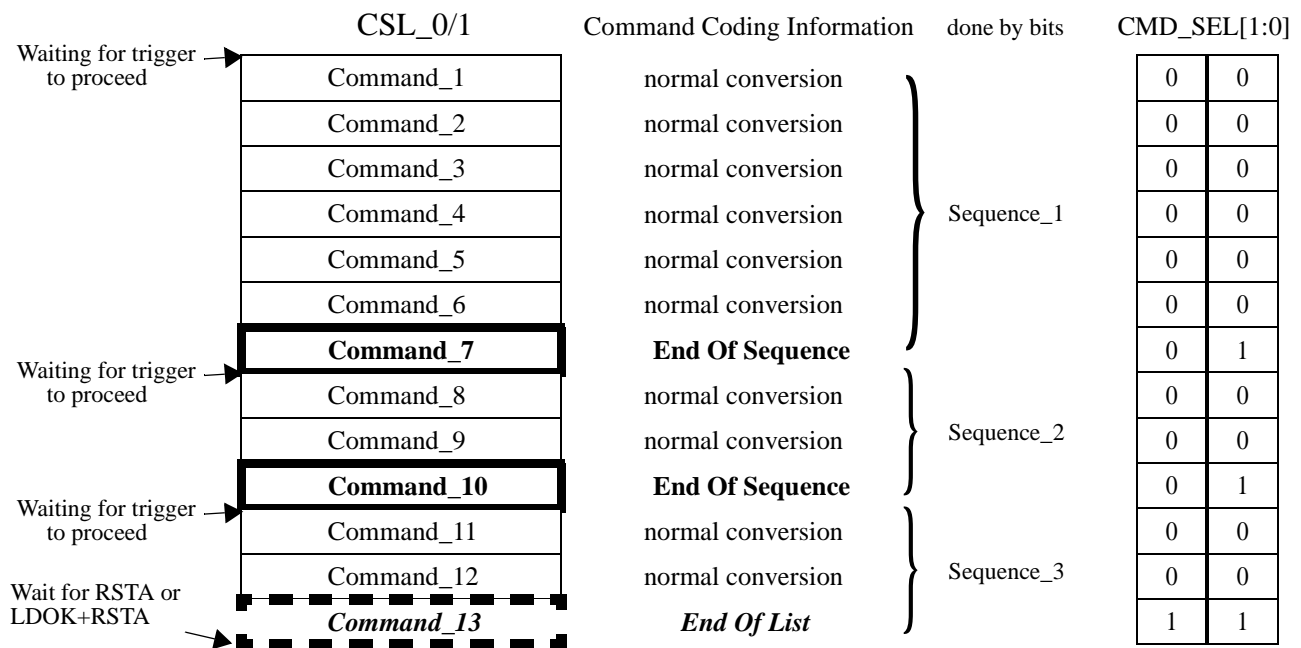 CSL_0/1 Command Coding Information done by bits CMD_SEL[1:0]
Waiting for trigger
to proceed
Command_1 normal conversion 0 0
Command_2 normal conversion 0 0
Command_3 normal conversion 0 0
Command_4 normal conversion Sequence_1 0 0
Command_5 normal conversion 0 0
Command_6 normal conversion 0 0
Command_7 End Of Sequence 0 1
Waiting for trigger
to proceed
Command_8 normal conversion 0 0
Command_9 normal conversion Sequence_2 0 0
Command_10 End Of Sequence 0 1
Waiting for trigger
to proceed
Command_11 normal conversion 0 0
Command_12 normal conversion Sequence_3 0 0
Wait for RSTA or
LDOK+RSTA
Command_13 End Of List 1 1